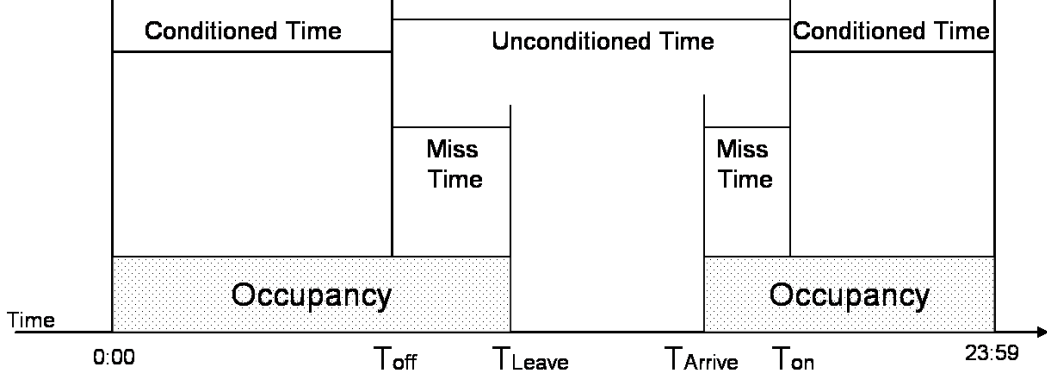 Conditioned Time
Unconditioned Time
Conditioned Time
Miss
Time
Miss
Time
Occupancy
Occupancy
Time
0:00
Toff
TLeave
TArrive
Ton
23:59